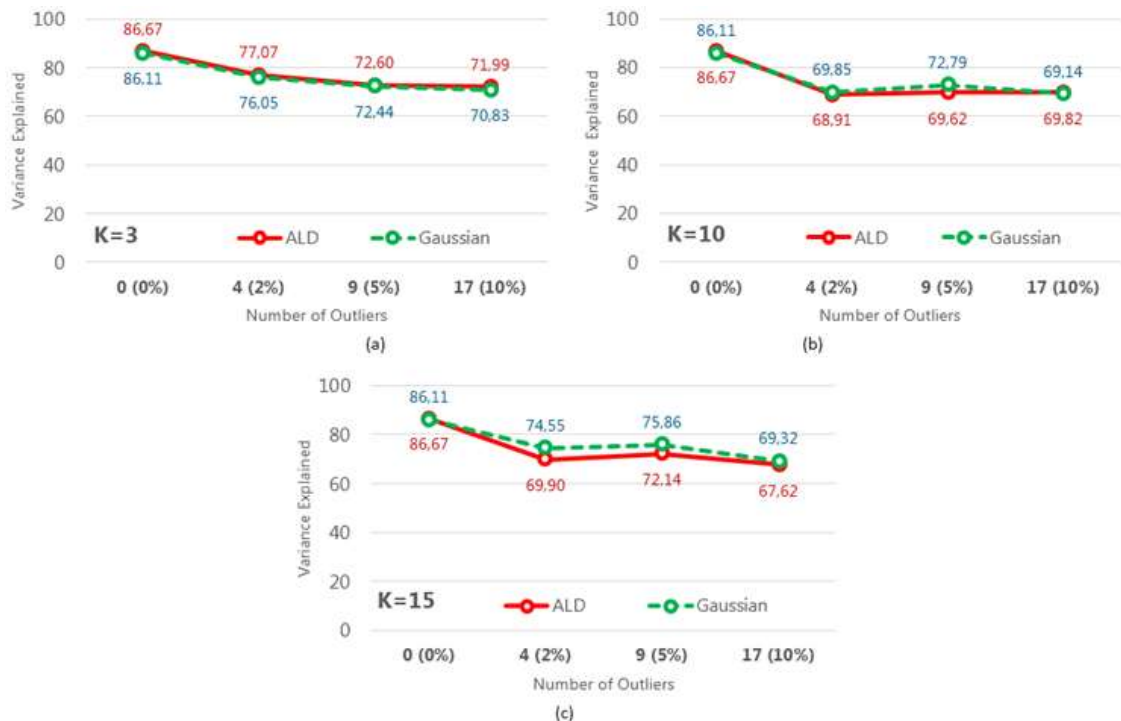 100
86,67
77,07
72,60
71,99
80
86,11
76,05
72,44
70,83
60
40
20
0
Variance Explained
K=3
ALD
Gaussian
0 (0%) 4 (2%) 9 (5%) 17 (10%)
Number of Outliers
(a)
100
86,11
69,85
72,79
69,14
80
86,67
68,91
69,62
69,82
60
40
20
0
Variance Explained
K=10
ALD
Gaussian
0 (0%) 4 (2%) 9 (5%) 17 (10%)
Number of Outliers
(b)
100
86,11
74,55
75,86
69,32
80
86,67
69,90
72,14
67,62
60
40
20
0
Variance Explained
K=15
ALD
Gaussian
0 (0%) 4 (2%) 9 (5%) 17 (10%)
Number of Outliers
(c)